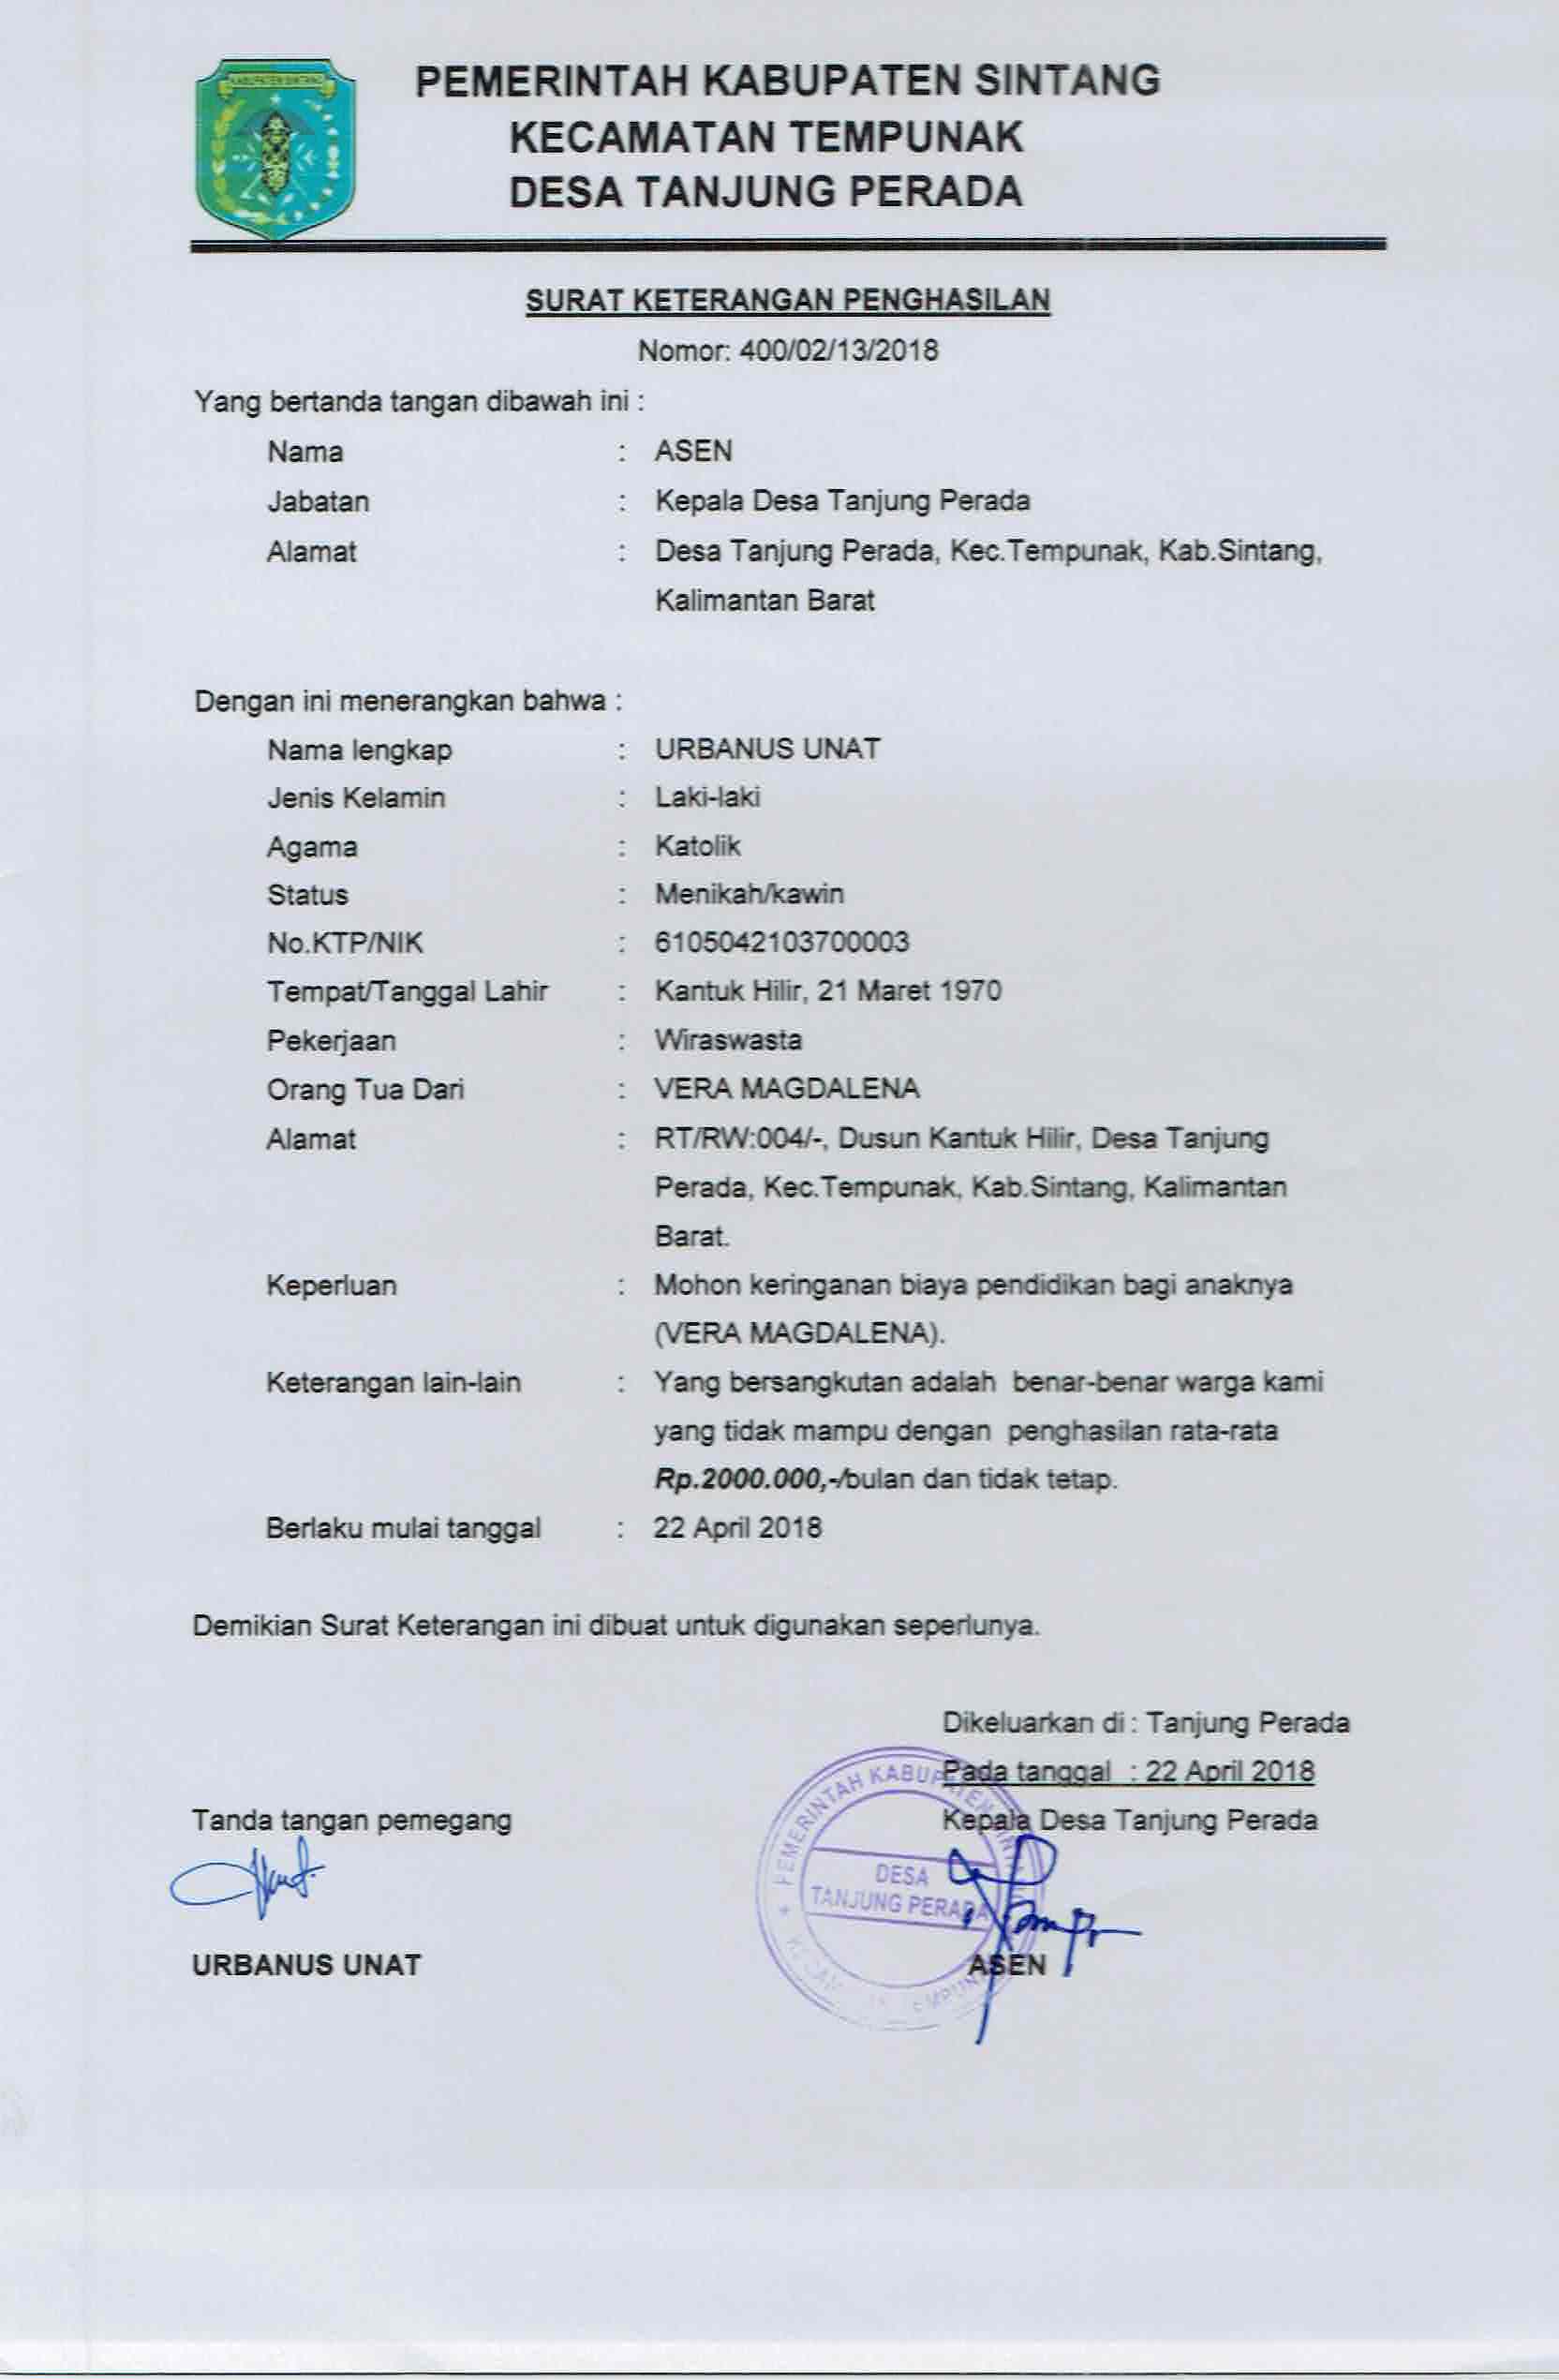 KABUPATEN SINTANG
PEMERINTAH KABUPATEN SINTANG
KECAMATAN TEMPUNAK
DESA TANJUNG PERADA
SURAT KETERANGAN PENGHASILAN
Nomor: 400/02/13/2018
Yang bertanda tangan dibawah ini :
Nama : ASEN
Jabatan : Kepala Desa Tanjung Perada
Alamat : Desa Tanjung Perada, Kec.Tempunak, Kab.Sintang,
Kalimantan Barat
Dengan ini menerangkan bahwa :
Nama lengkap : URBANUS UNAT
Jenis Kelamin : Laki-laki
Agama : Katolik
Status : Menikah/kawin
No.KTP/NIK : 6105042103700003
Tempat/Tanggal Lahir : Kantuk Hilir, 21 Maret 1970
Pekerjaan : Wiraswasta
Orang Tua Dari : VERA MAGDALENA
Alamat : RT/RW:004/-, Dusun Kantuk Hilir, Desa Tanjung
Perada, Kec.Tempunak, Kab.Sintang, Kalimantan
Barat.
Keperluan : Mohon keringanan biaya pendidikan bagi anaknya
(VERA MAGDALENA).
Keterangan lain-lain : Yang bersangkutan adalah benar-benar warga kami
yang tidak mampu dengan penghasilan rata-rata
Rp.2000.000,-/bulan dan tidak tetap.
Berlaku mulai tanggal : 22 April 2018
Demikian Surat Keterangan ini dibuat untuk digunakan seperlunya.
Dikeluarkan di : Tanjung Perada
Pada tanggal : 22 April 2018
Tanda tangan pemegang
Kepala Desa Tanjung Perada
PEMERINTAH KABUPATEN
DESA
TANJUNG PERADA
URBANUS UNAT
ASEN